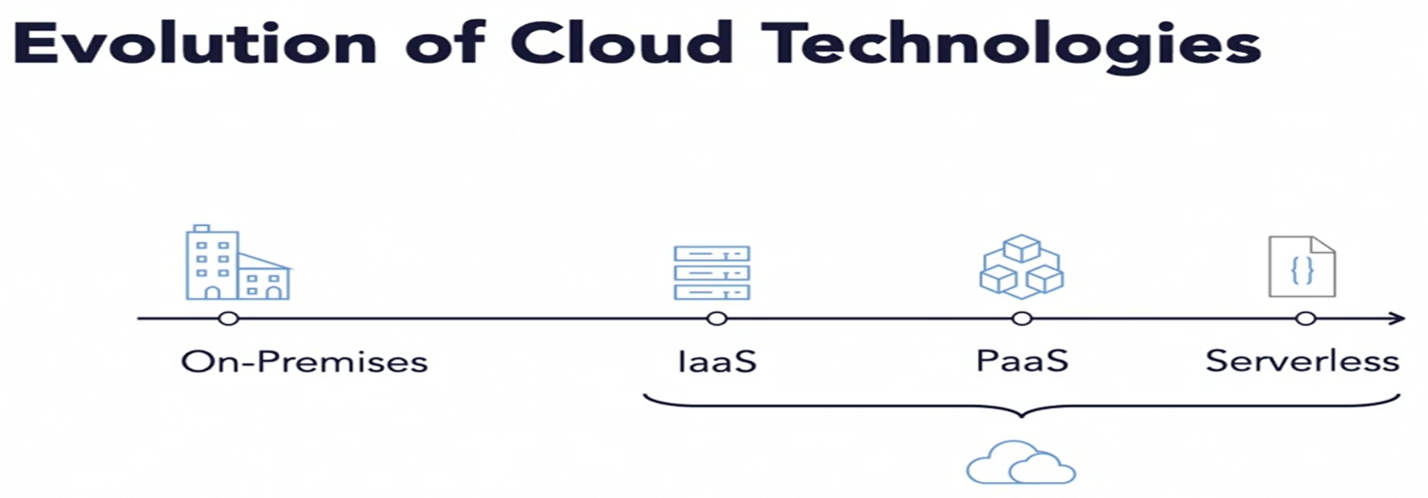 Evolution of Cloud Technologies
{}
On-Premises
IaaS
PaaS
Serverless